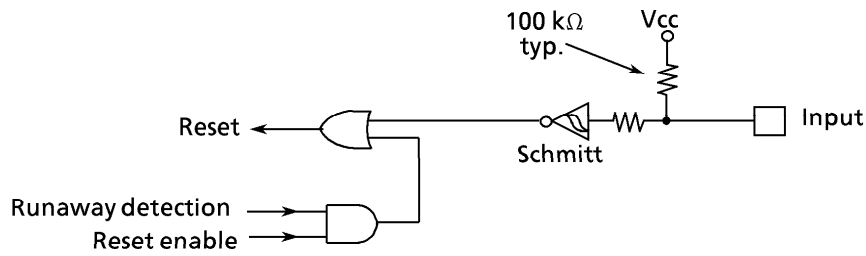 100 kΩ
typ.
Vcc
Reset
Input
Schmitt
Runaway detection
Reset enable